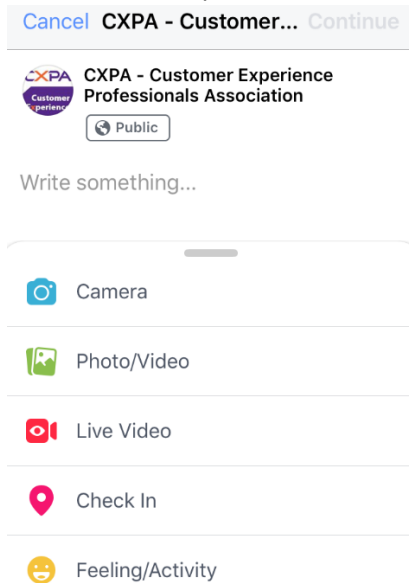 Cancel CXPA - Customer... Continue
CXPA CXPA - Customer Experience
Customer Professionals Association
Experience
Public
Write something...
Camera
Photo/Video
Live Video
Check In
Feeling/Activity